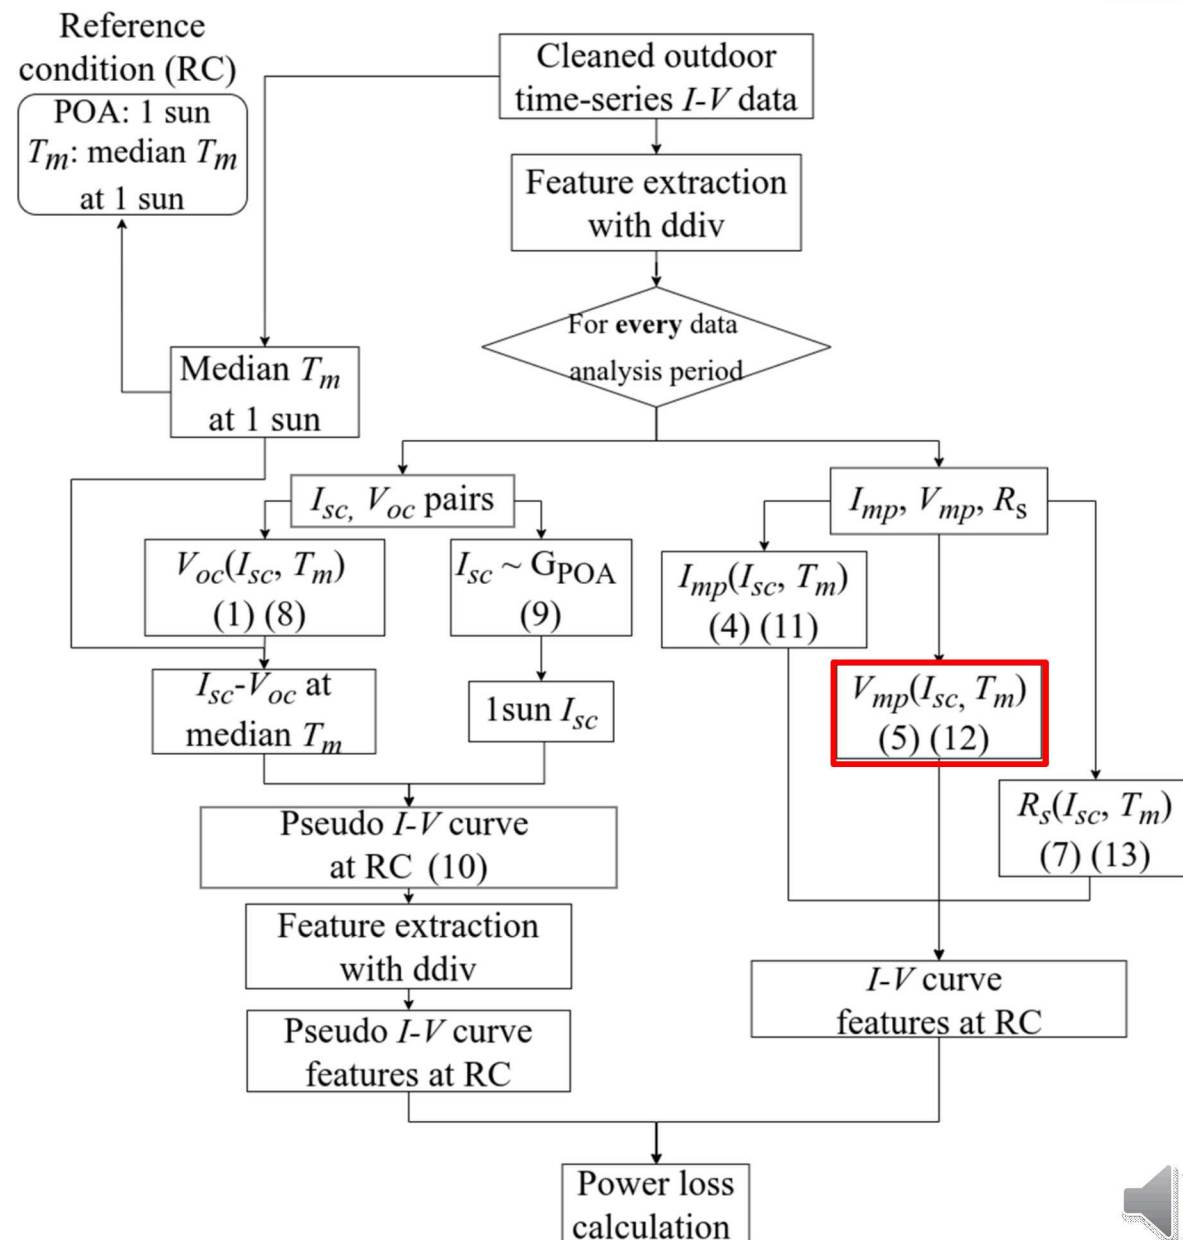 Reference
condition (RC)
POA: 1 sun
Tm: median Tm
at 1 sun
Cleaned outdoor
time-series I-V data
Feature extraction
with ddiv
For every data
analysis period
Median Tm
at 1 sun
Isc, Voc pairs
Imp, Vmp, Rs
Voc(Isc, Tm)
(1) (8)
Isc ~ GPOA
(9)
Imp(Isc, Tm)
(4) (11)
Vmp(Isc, Tm)
(5) (12)
Isc-Voc at
median Tm
1sun Isc
Rs(Isc, Tm)
(7) (13)
Pseudo I-V curve
at RC (10)
Feature extraction
with ddiv
I-V curve
features at RC
Pseudo I-V curve
features at RC
Power loss
calculation